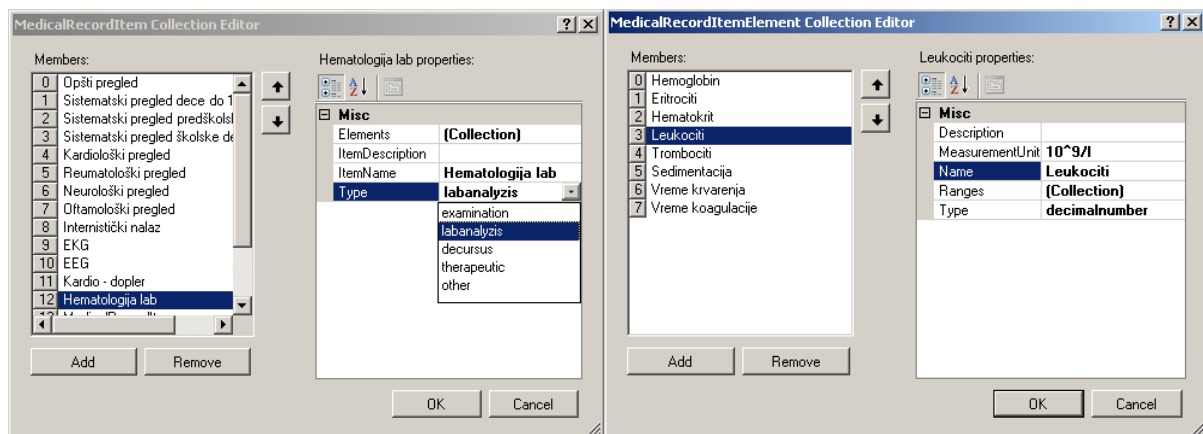 MedicalRecordItem Collection Editor
Members:
0 Opšti pregled
1 Sistematski pregled dece do 1
2 Sistematski pregled predškols
3 Sistematski pregled školske de
4 Kardiološki pregled
5 Reumatološki pregled
6 Neurološki pregled
7 Oftamološki pregled
8 Internistički nalaz
9 EKG
10 EEG
11 Kardio - dopler
12 Hematologija lab
Add Remove
Hematologija lab properties:
Misc
Elements (Collection)
ItemDescription
ItemName Hematologija lab
Type labanalyzis
examination
labanalyzis
decursus
therapeutic
other
OK Cancel
MedicalRecordItemElement Collection Editor
Members:
0 Hemoglobin
1 Eritrociti
2 Hematokrit
3 Leukociti
4 Trombociti
5 Sedimentacija
6 Vreme krvarenja
7 Vreme koagulacije
Add Remove
Leukociti properties:
Misc
Description
MeasurementUnit 10^9/l
Name Leukociti
Ranges (Collection)
Type decimalnumber
OK Cancel